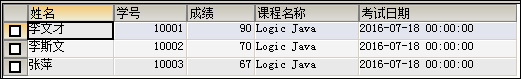 姓名 学号 成绩 课程名称 考试日期
李文才 10001 90 Logic Java 2016-07-18 00:00:00
李斯文 10002 70 Logic Java 2016-07-18 00:00:00
张萍 10003 67 Logic Java 2016-07-18 00:00:00